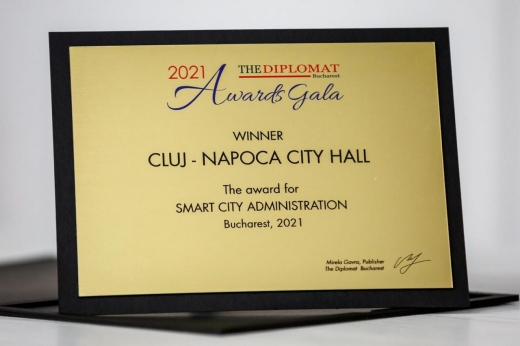 2021 THE DIPLOMAT
Bucharest
Awards Gala
WINNER
CLUJ - NAPOCA CITY HALL
The award for
SMART CITY ADMINISTRATION
Bucharest, 2021
Mirela Gavra, Publisher
The Diplomat Bucharest